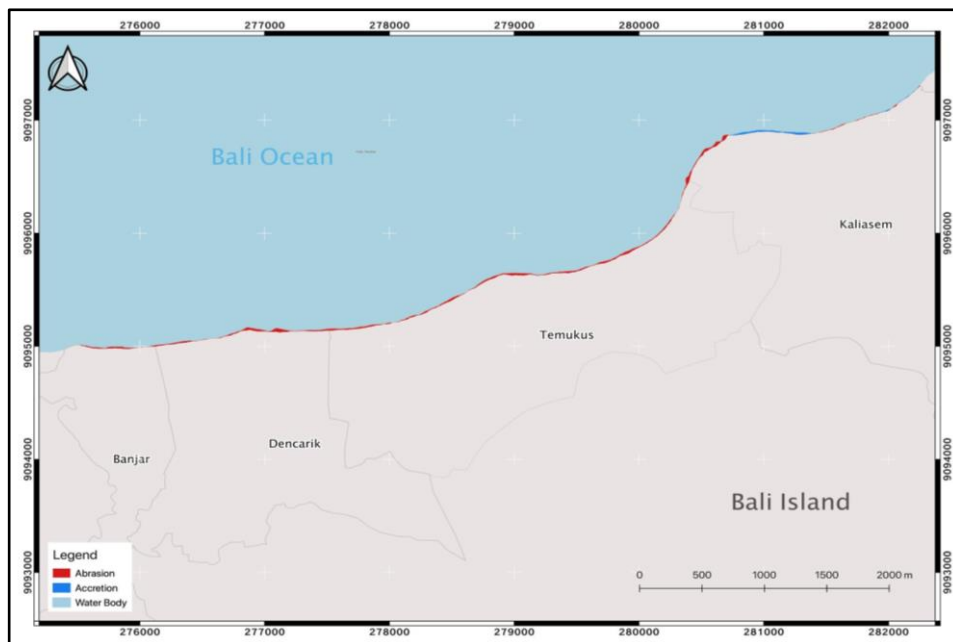 276000 277000 278000 279000 280000 281000 282000
9097000 9097000
Bali Ocean
9096000 9096000
Kaliasem
9095000 9095000
Temukus
Dencarik
9094000 9094000
Banjar
Bali Island
Legend
Abrasion
9093000 9093000
0 500 1000 1500 2000 m
Accretion
Water Body
276000 277000 278000 279000 280000 281000 282000